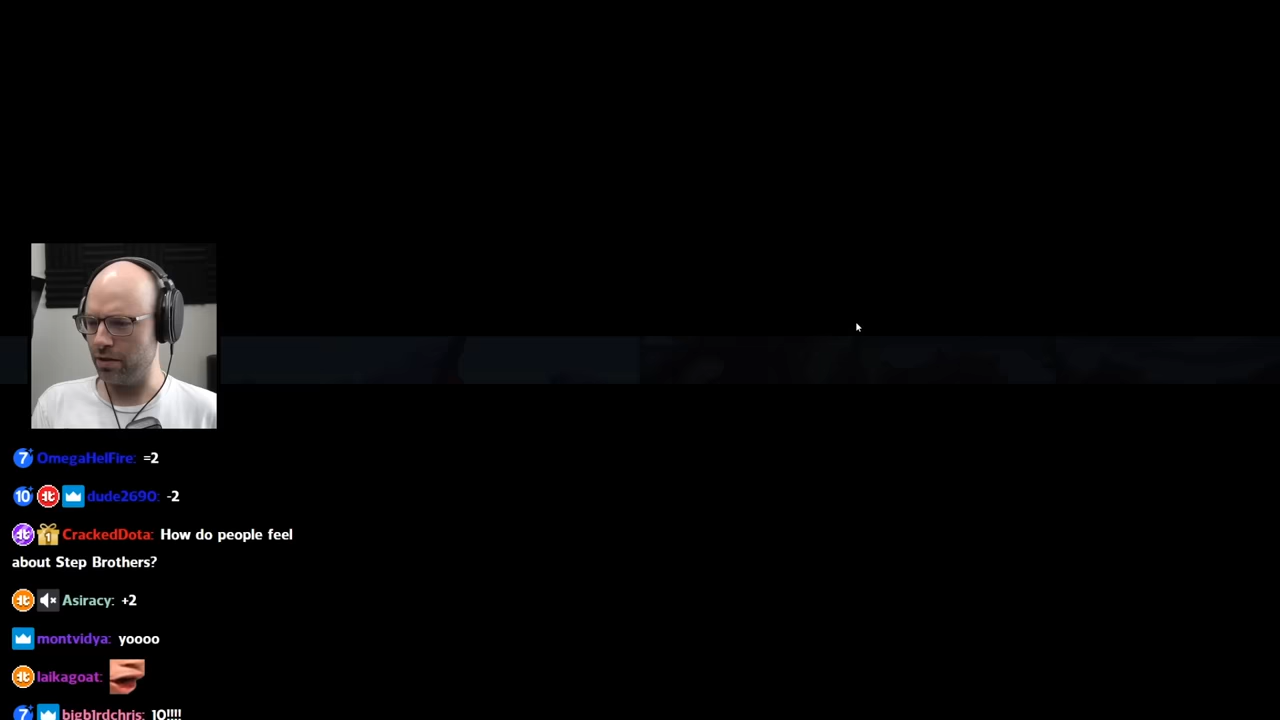 OmegaHelFire: =2
dude2690: -2
CrackedDota: How do people feel
about Step Brothers?
Asiracy: +2
montvidya: yoooo
laikagoat:
bigb1rdchris: 10!!!!